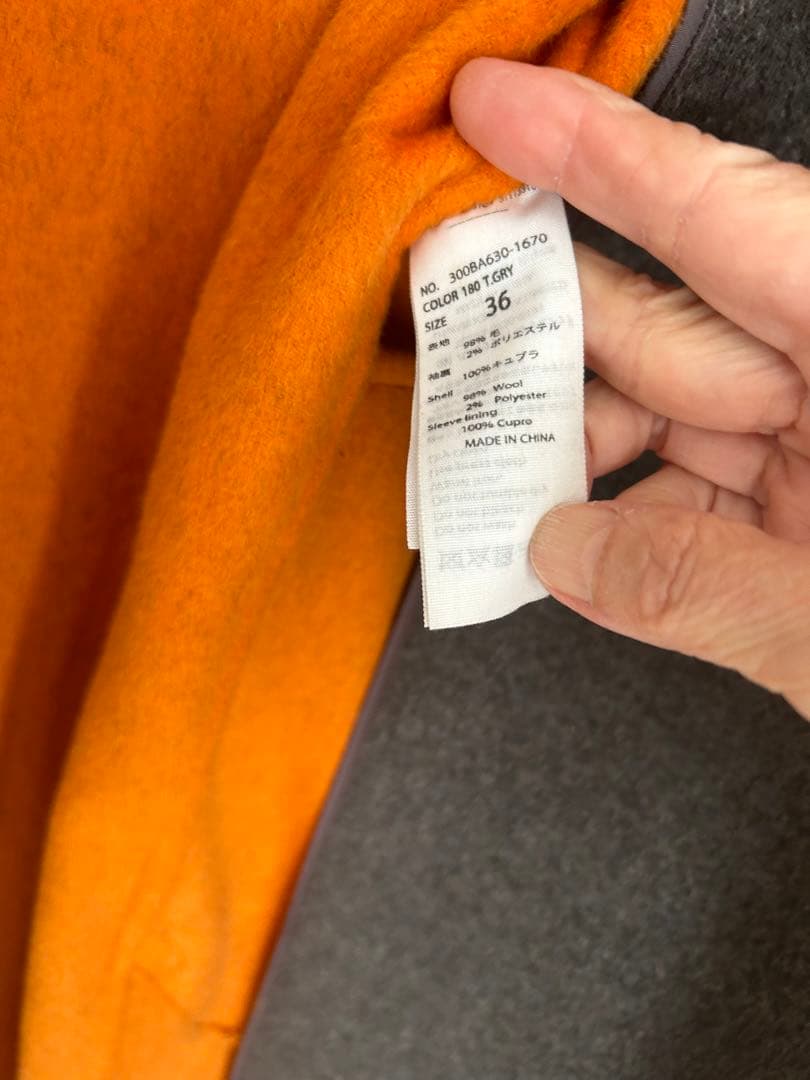 NO. 300BA630-1670
COLOR 180 T.GRY
SIZE 36
表地 98% 毛
2% ポリエステル
袖裏 100% キュプラ
Shell 98% Wool
2% Polyester
Sleeve lining
100% Cupro
MADE IN CHINA